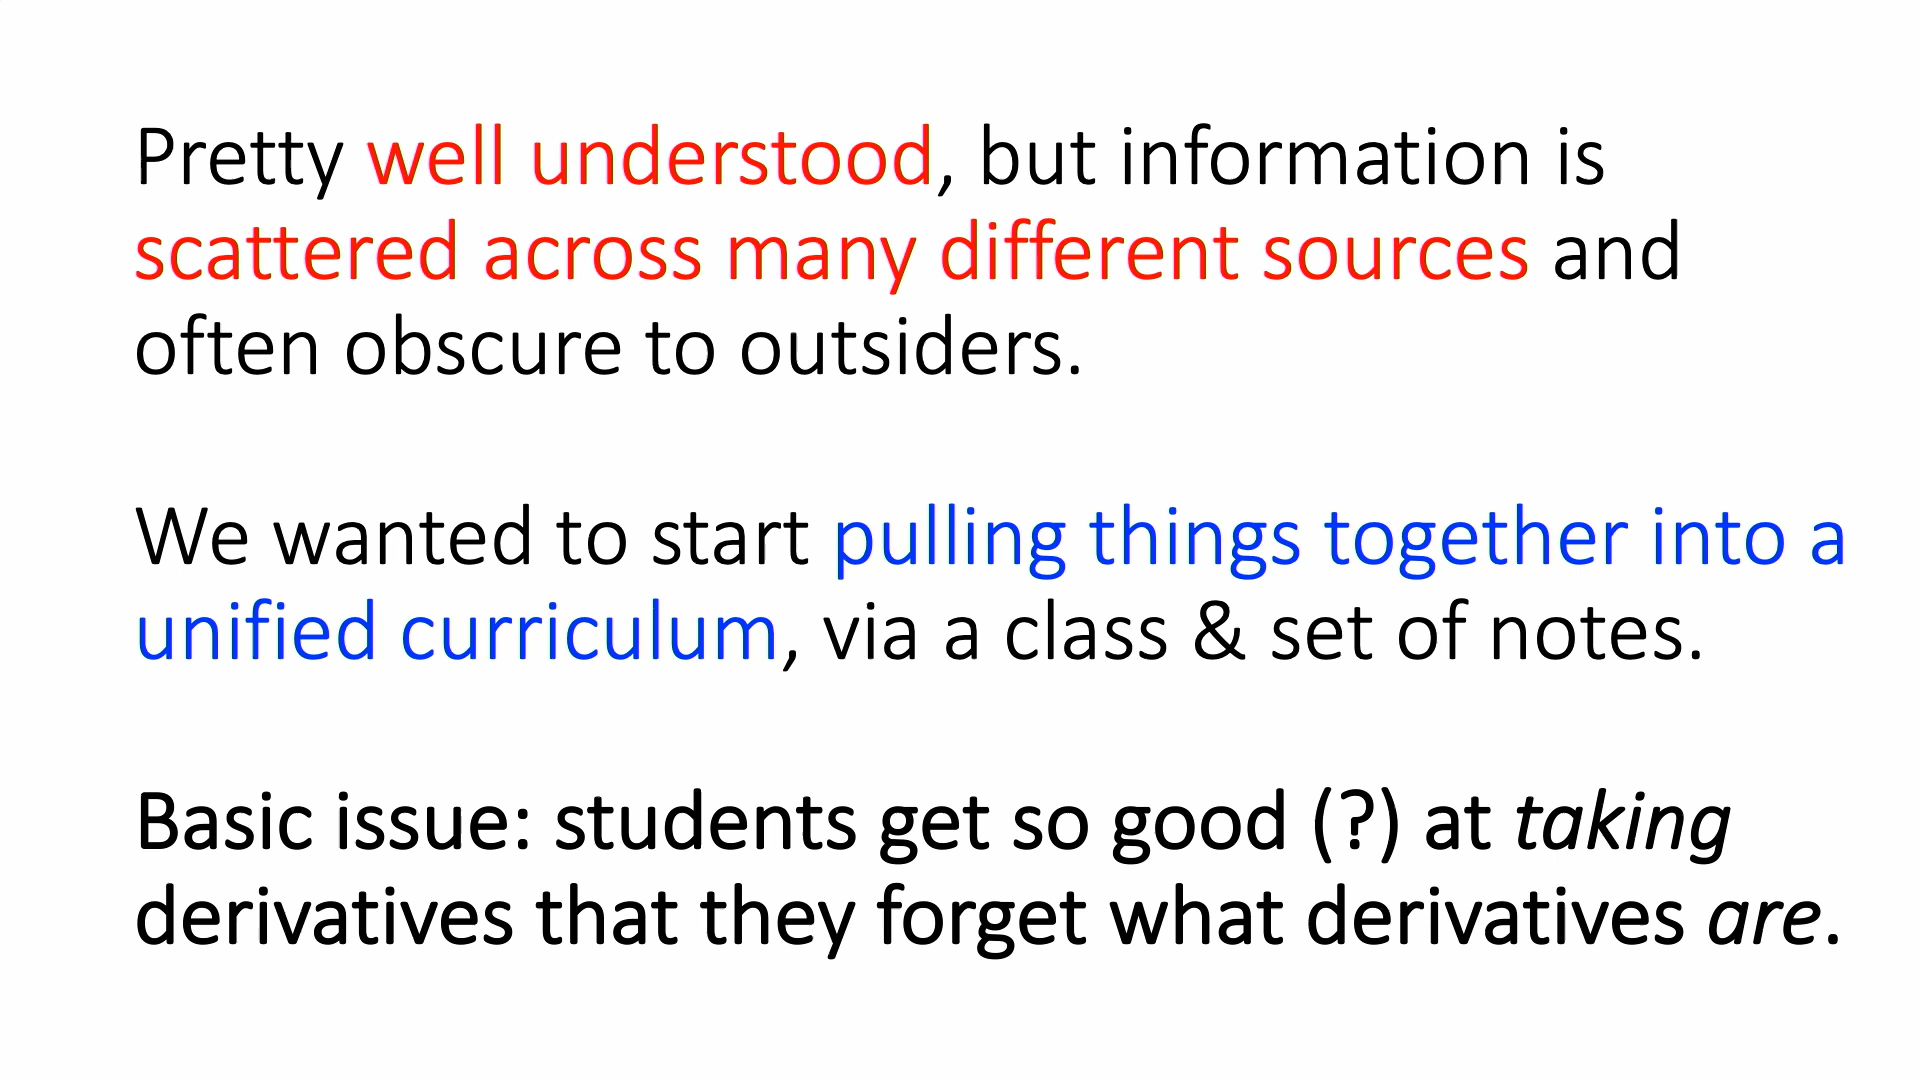 Pretty well understood, but information is
scattered across many different sources and
often obscure to outsiders.
We wanted to start pulling things together into a
unified curriculum, via a class & set of notes.
Basic issue: students get so good (?) at taking
derivatives that they forget what derivatives are.